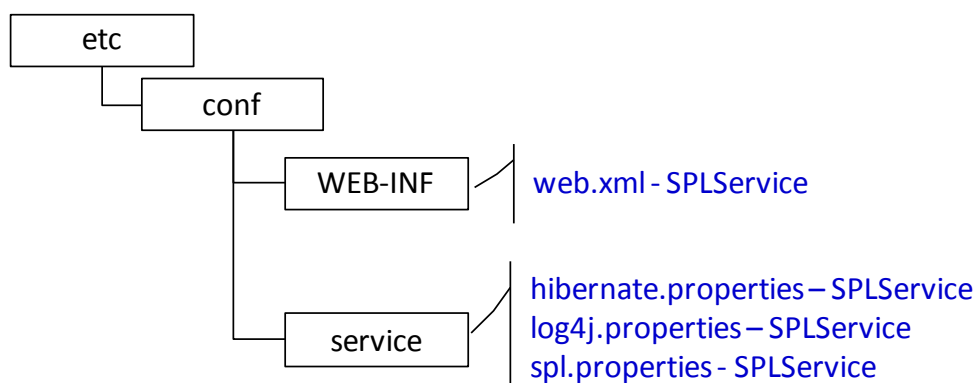 etc
conf
WEB-INF
web.xml - SPLService
service
hibernate.properties – SPLService
log4j.properties – SPLService
spl.properties - SPLService